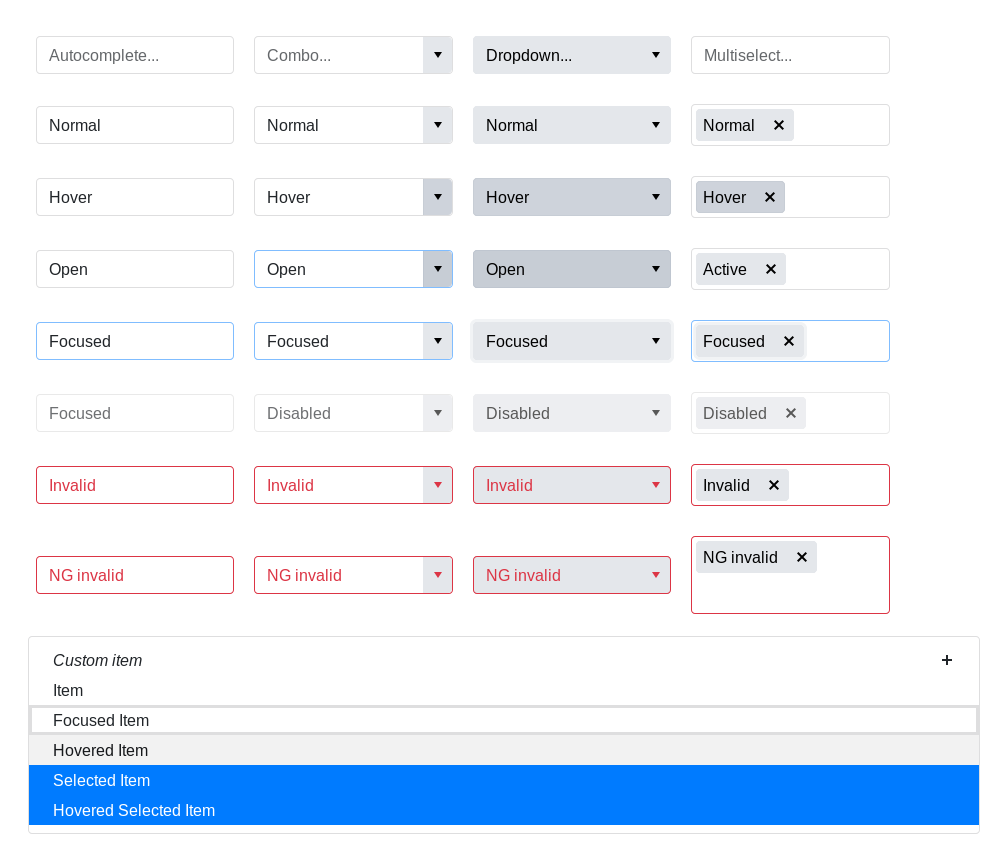 Autocomplete... Combo... Dropdown... Multiselect...
Normal Normal Normal Normal
Hover Hover Hover Hover
Open Open Open Active
Focused Focused Focused Focused
Focused Disabled Disabled Disabled
Invalid Invalid Invalid Invalid
NG invalid NG invalid NG invalid NG invalid
Custom item
Item
Focused Item
Hovered Item
Selected Item
Hovered Selected Item